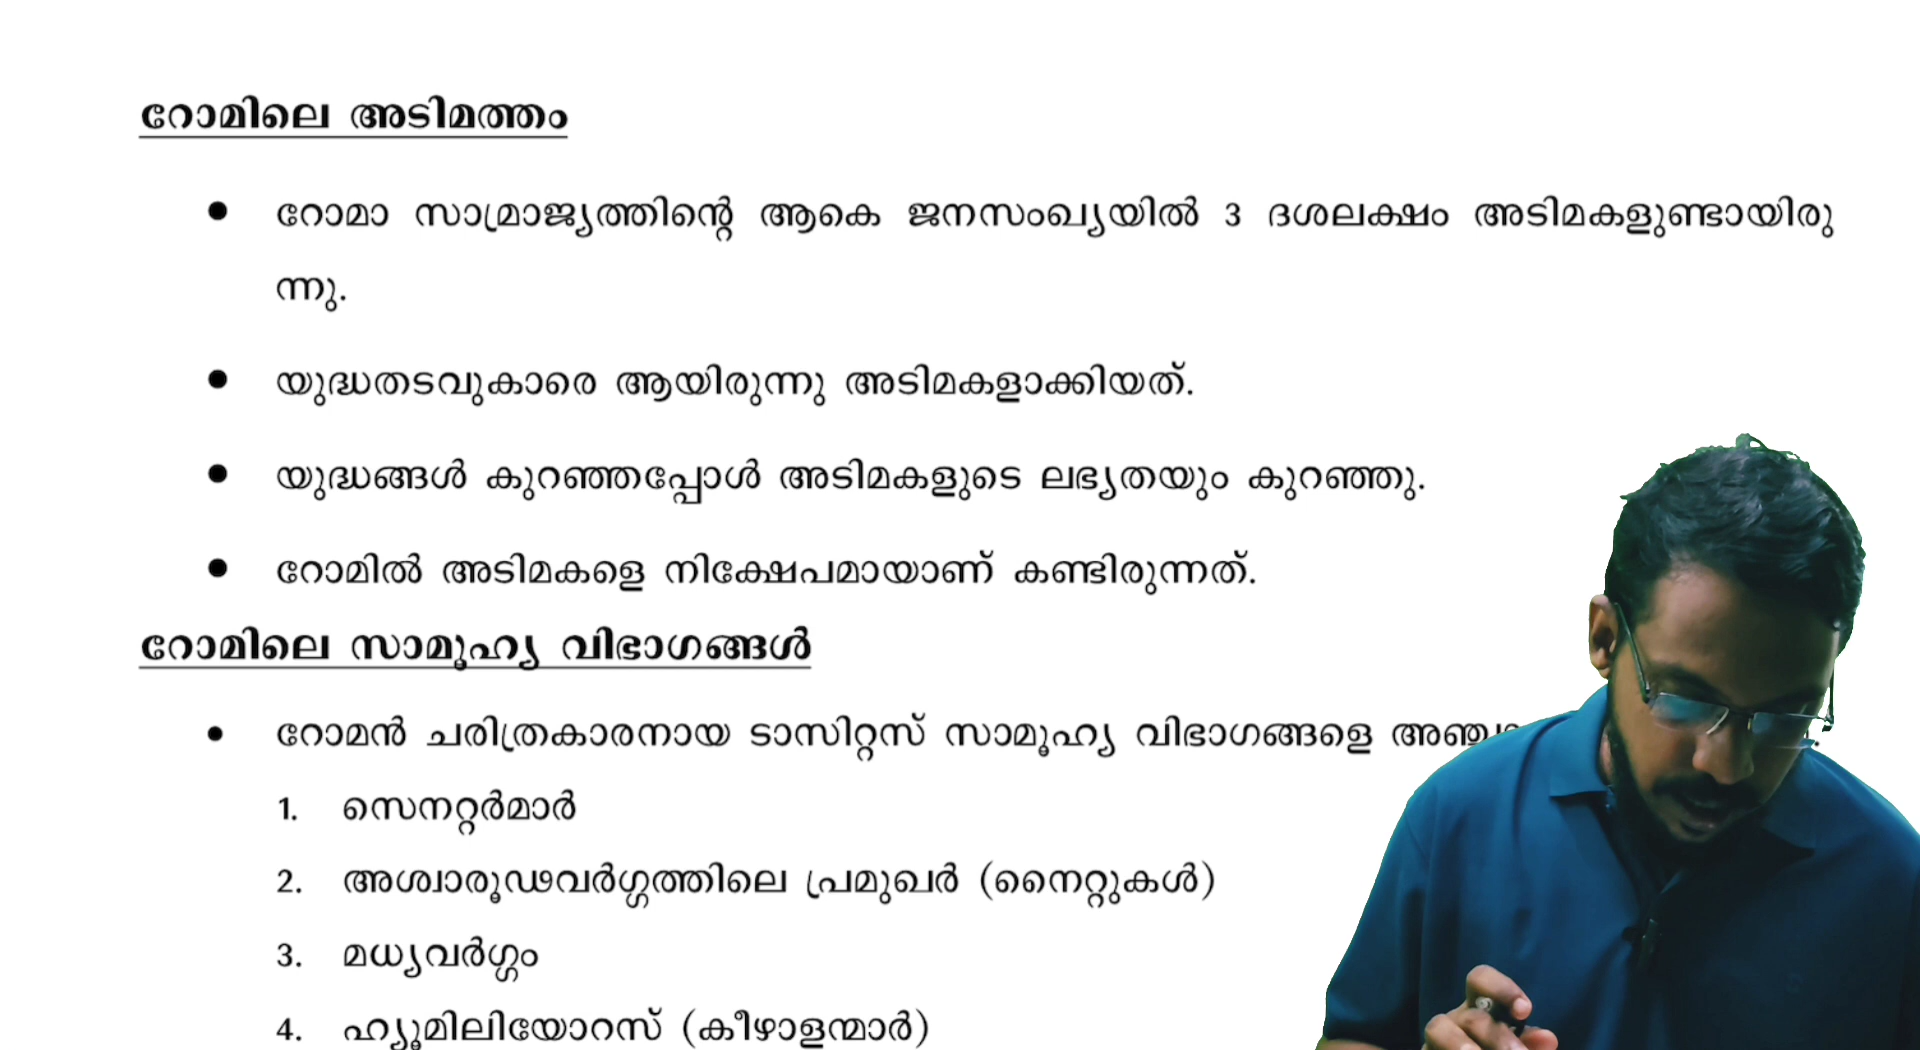 റോമിലെ അടിമത്തം
● റോമാ സാമ്രാജ്യത്തിന്റെ ആകെ ജനസംഖ്യയിൽ 3 ദശലക്ഷം അടിമകളുണ്ടായിരു
ന്നു.
● യുദ്ധതടവുകാരെ ആയിരുന്നു അടിമകളാക്കിയത്.
● യുദ്ധങ്ങൾ കുറഞ്ഞപ്പോൾ അടിമകളുടെ ലഭ്യതയും കുറഞ്ഞു.
● റോമിൽ അടിമകളെ നിക്ഷേപമായാണ് കണ്ടിരുന്നത്.
റോമിലെ സാമൂഹ്യ വിഭാഗങ്ങൾ
● റോമൻ ചരിത്രകാരനായ ടാസിറ്റസ് സാമൂഹ്യ വിഭാഗങ്ങളെ
1. സെനറ്റർമാർ
2. അശ്വാരൂഢവർഗ്ഗത്തിലെ പ്രമുഖർ (നൈറ്റുകൾ)
3. മധ്യവർഗ്ഗം
4. ഹ്യൂമിലിയോറസ് (കീഴാളന്മാർ)